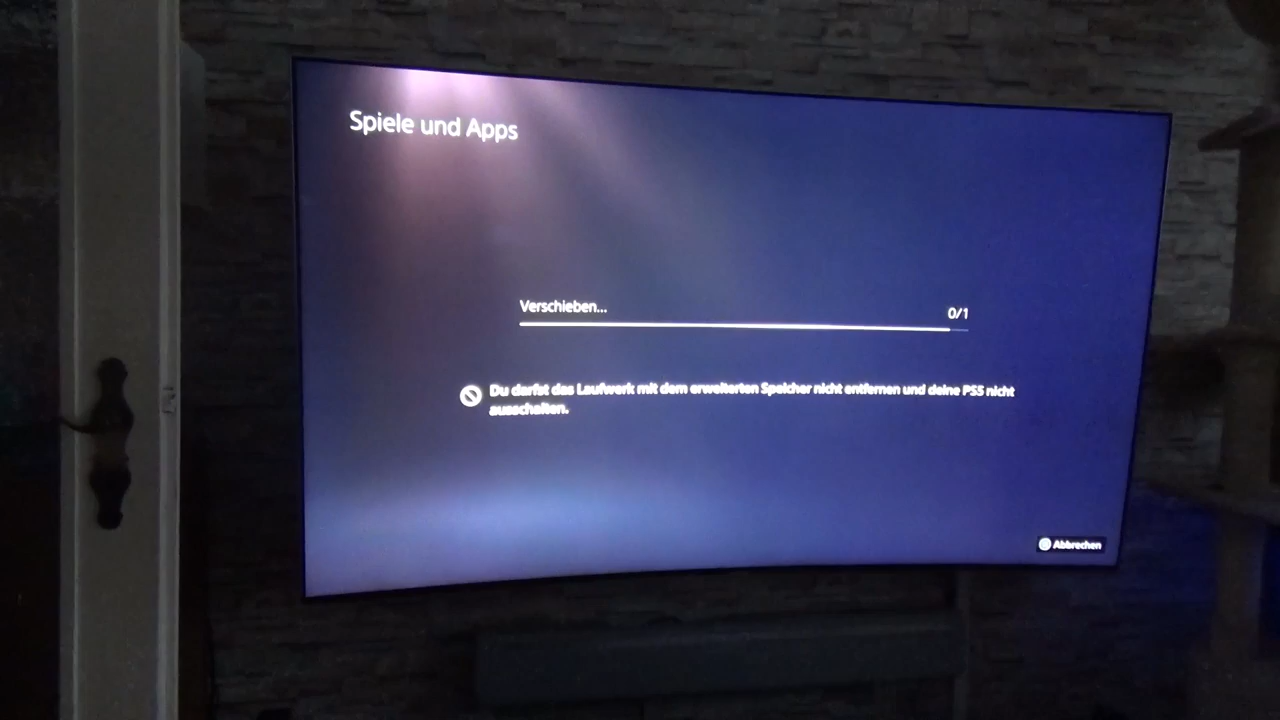 Spiele und Apps
Verschieben...
0/1
Du darfst das Laufwerk mit dem erweiterten Speicher nicht entfernen und deine PS5 nicht
ausschalten.
Abbrechen